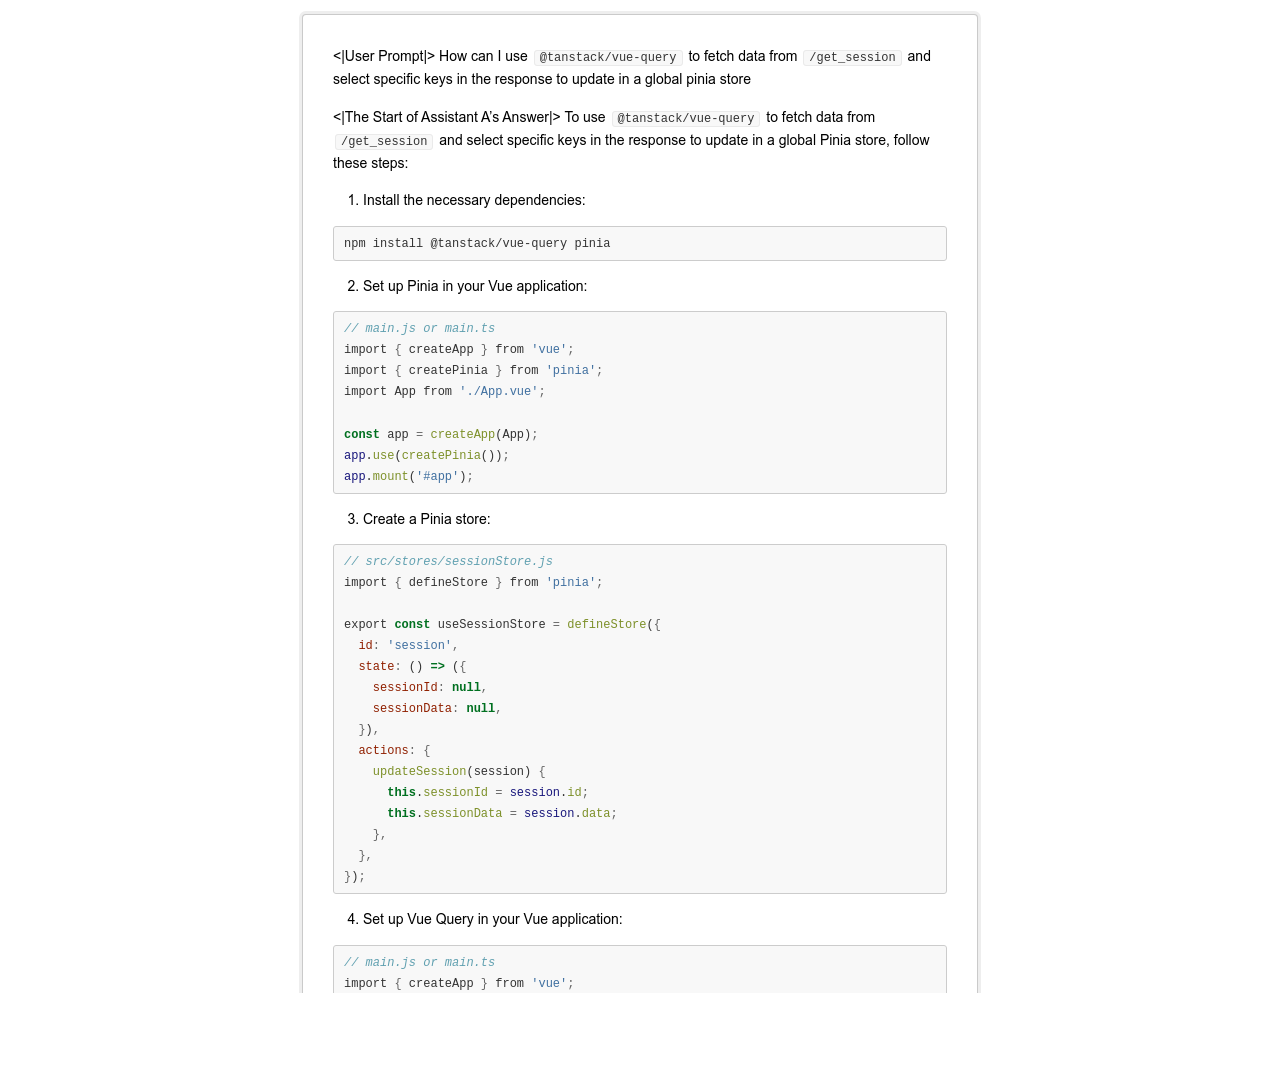 <|User Prompt|> How can I use @tanstack/vue-query to fetch data from /get_session and
select specific keys in the response to update in a global pinia store
<|The Start of Assistant A’s Answer|> To use @tanstack/vue-query to fetch data from
/get_session and select specific keys in the response to update in a global Pinia store, follow
these steps:
1. Install the necessary dependencies:
npm install @tanstack/vue-query pinia
2. Set up Pinia in your Vue application:
// main.js or main.ts
import { createApp } from 'vue';
import { createPinia } from 'pinia';
import App from './App.vue';

const app = createApp(App);
app.use(createPinia());
app.mount('#app');
3. Create a Pinia store:
// src/stores/sessionStore.js
import { defineStore } from 'pinia';

export const useSessionStore = defineStore({
  id: 'session',
  state: () => ({
    sessionId: null,
    sessionData: null,
  }),
  actions: {
    updateSession(session) {
      this.sessionId = session.id;
      this.sessionData = session.data;
    },
  },
});
4. Set up Vue Query in your Vue application:
// main.js or main.ts
import { createApp } from 'vue';